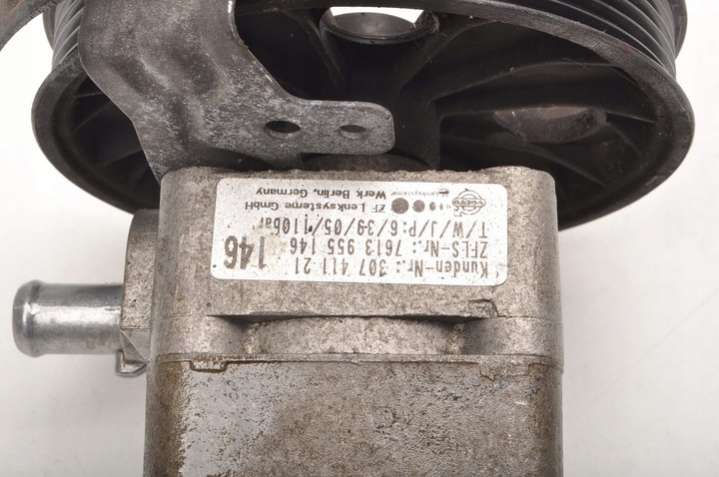 Kunden-Nr.: 307 411 21
ZFLS-Nr.: 7613 955 146 146
T/W/J/P:6/39/05/110bar
ZF Lenksysteme GmbH
Werk Berlin, Germany